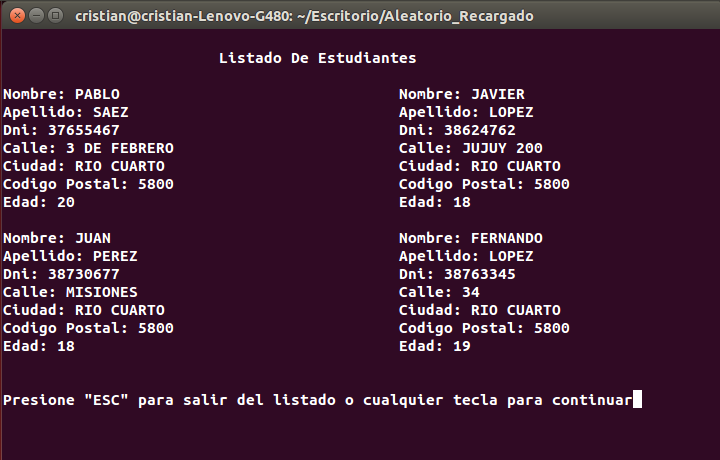 cristian@cristian-Lenovo-G480: ~/Escritorio/Aleatorio_Recargado
Listado De Estudiantes
Nombre: PABLO Nombre: JAVIER
Apellido: SAEZ Apellido: LOPEZ
Dni: 37655467 Dni: 38624762
Calle: 3 DE FEBRERO Calle: JUJUY 200
Ciudad: RIO CUARTO Ciudad: RIO CUARTO
Codigo Postal: 5800 Codigo Postal: 5800
Edad: 20 Edad: 18
Nombre: JUAN Nombre: FERNANDO
Apellido: PEREZ Apellido: LOPEZ
Dni: 38730677 Dni: 38763345
Calle: MISIONES Calle: 34
Ciudad: RIO CUARTO Ciudad: RIO CUARTO
Codigo Postal: 5800 Codigo Postal: 5800
Edad: 18 Edad: 19
Presione "ESC" para salir del listado o cualquier tecla para continuar